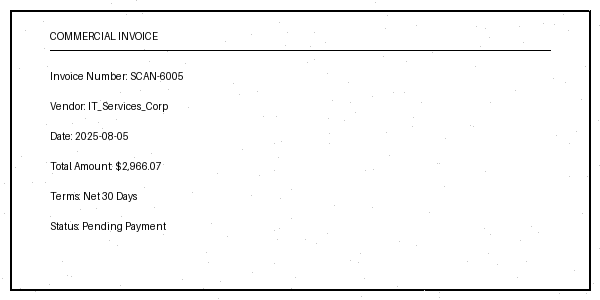 COMMERCIAL INVOICE
Invoice Number: SCAN-6005
Vendor: IT_Services_Corp
Date: 2025-08-05
Total Amount: $2,966.07
Terms: Net 30 Days
Status: Pending Payment